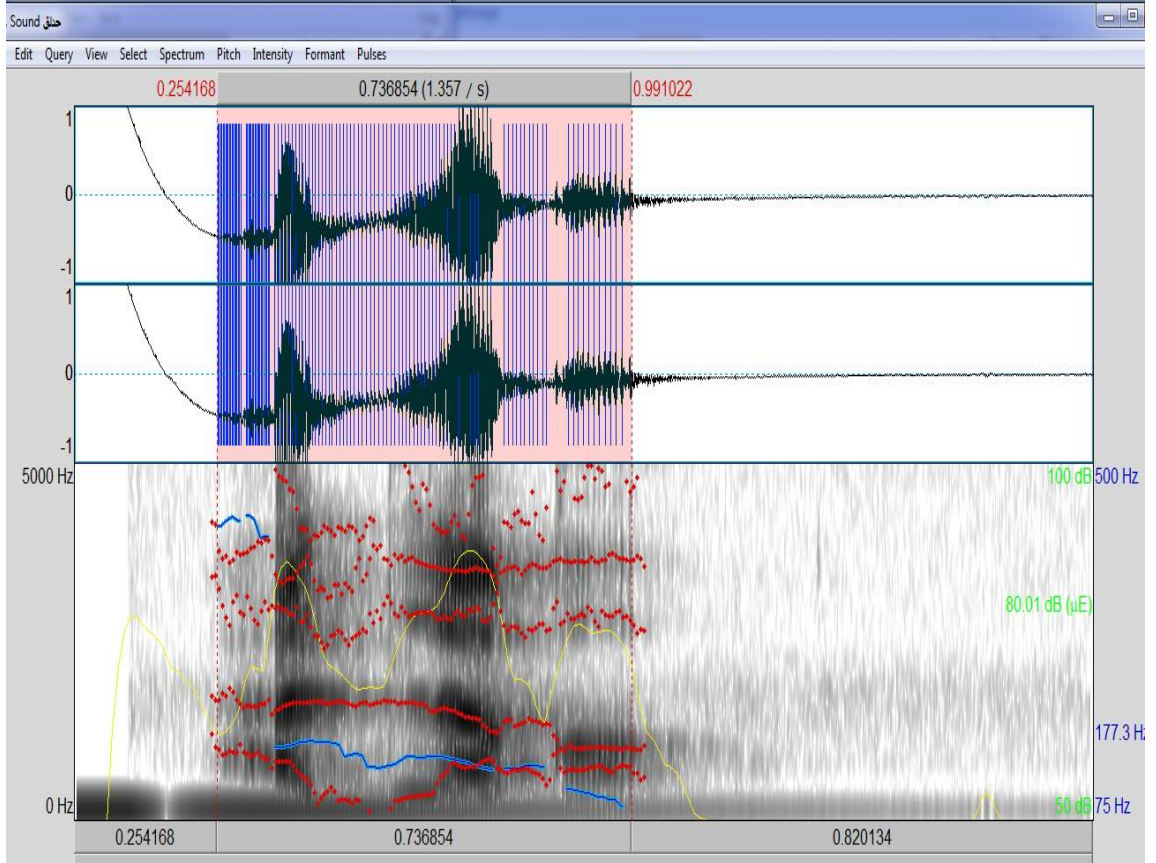 Sound
Edit Query View Select Spectrum Pitch Intensity Formant Pulses
0.254168 0.736854 (1.357 / s) 0.991022
1
0
-1
1
0
-1
5000 Hz 100 dB 500 Hz
80.01 dB (µE)
177.3 Hz
0 Hz 50 dB 75 Hz
0.254168 0.736854 0.820134